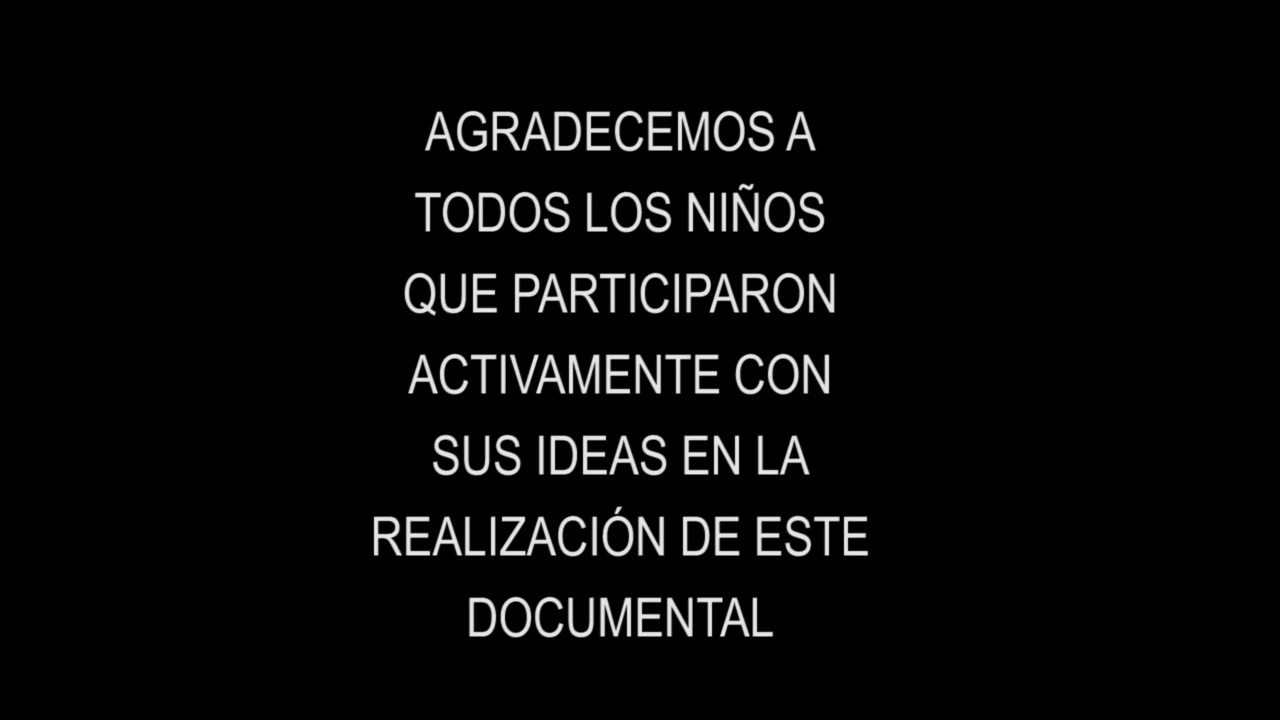 AGRADECEMOS A
TODOS LOS NIÑOS
QUE PARTICIPARON
ACTIVAMENTE CON
SUS IDEAS EN LA
REALIZACIÓN DE ESTE
DOCUMENTAL